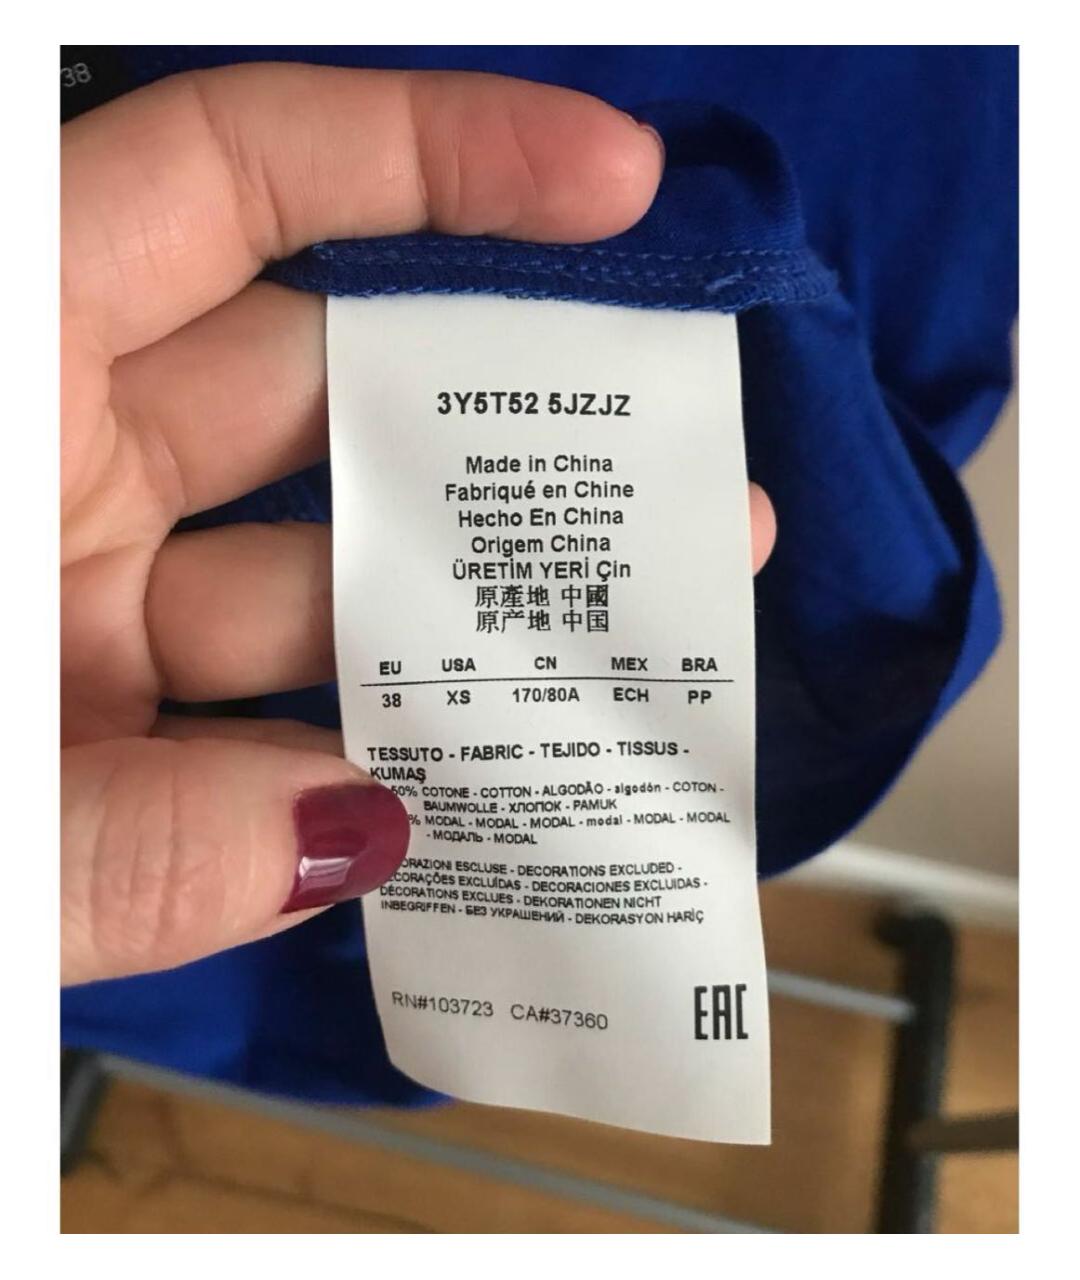 38
3Y5T52 5JZJZ
Made in China
Fabriqué en Chine
Hecho En China
Origem China
ÜRETİM YERİ Çin
原產地 中國
原产地 中国
EU USA CN MEX BRA
38 XS 170/80A ECH PP
TESSUTO - FABRIC - TEJIDO - TISSUS -
KUMAŞ
50% COTONE - COTTON - ALGODÃO - algodón - COTON -
BAUMWOLLE - ХЛОПОК - PAMUK
% MODAL - MODAL - MODAL - modal - MODAL - MODAL
- МОДАЛЬ - MODAL
ORAZIONI ESCLUSE - DECORATIONS EXCLUDED -
CORAÇÕES EXCLUÍDAS - DECORACIONES EXCLUIDAS -
DÉCORATIONS EXCLUES - DEKORATIONEN NICHT
INBEGRIFFEN - БЕЗ УКРАШЕНИЙ - DEKORASYON HARİÇ
RN#103723 CA#37360
EAC